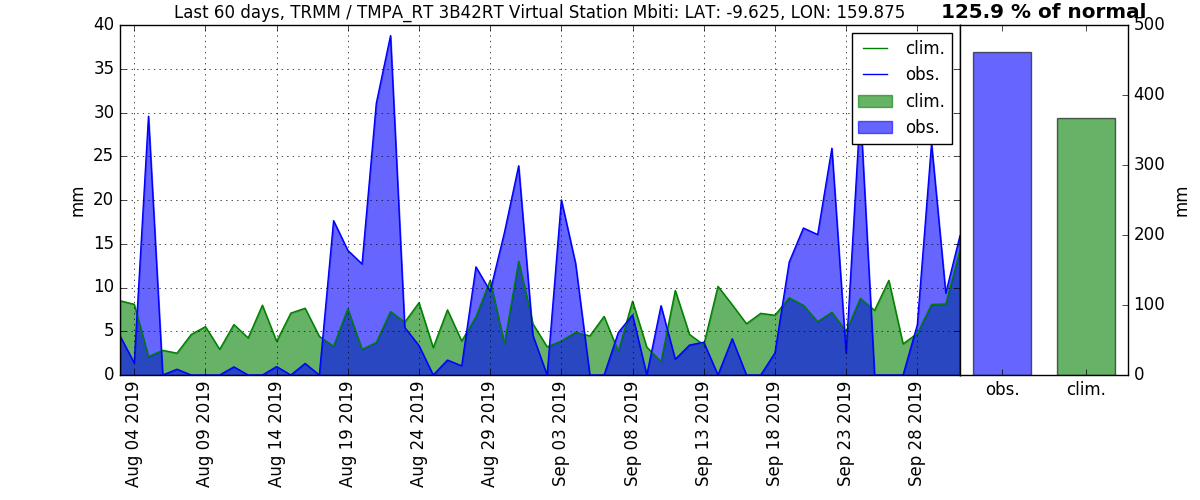 Last 60 days, TRMM / TMPA_RT 3B42RT Virtual Station Mbiti: LAT: -9.625, LON: 159.875
125.9 % of normal
40
35
30
25
20
15
10
5
0
mm
clim.
obs.
clim.
obs.
500
400
300
200
100
0
mm
Aug 04 2019
Aug 09 2019
Aug 14 2019
Aug 19 2019
Aug 24 2019
Aug 29 2019
Sep 03 2019
Sep 08 2019
Sep 13 2019
Sep 18 2019
Sep 23 2019
Sep 28 2019
obs.
clim.